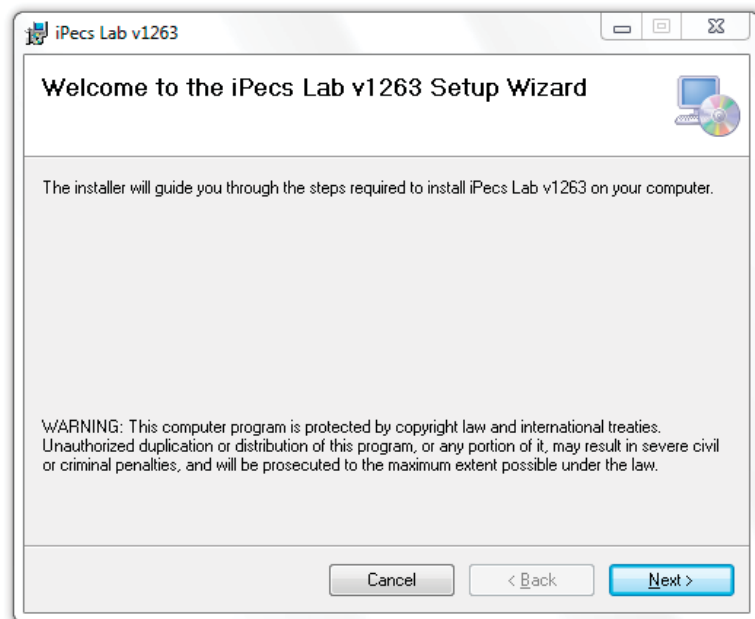 iPecs Lab v1263
Welcome to the iPecs Lab v1263 Setup Wizard
The installer will guide you through the steps required to install iPecs Lab v1263 on your computer.
WARNING: This computer program is protected by copyright law and international treaties.
Unauthorized duplication or distribution of this program, or any portion of it, may result in severe civil
or criminal penalties, and will be prosecuted to the maximum extent possible under the law.
Cancel < Back Next >